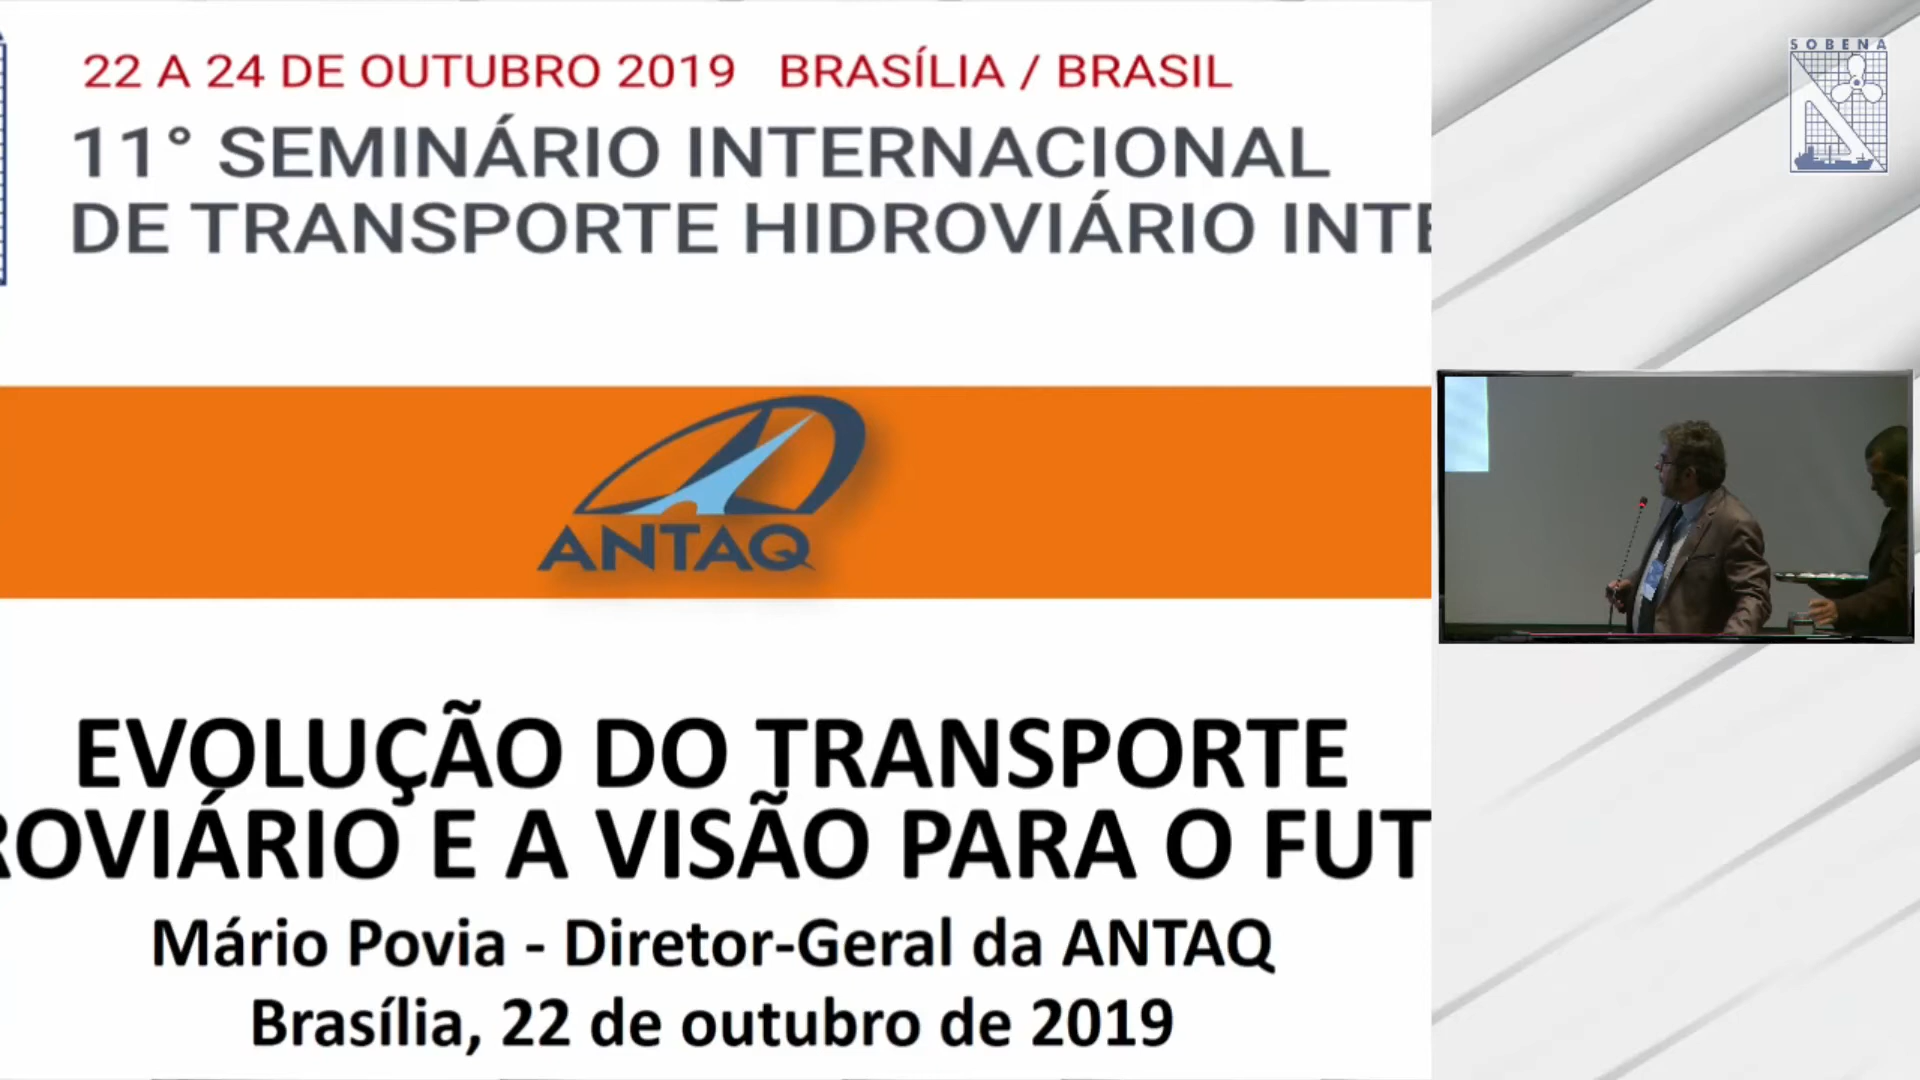 22 A 24 DE OUTUBRO 2019 BRASÍLIA / BRASIL
11° SEMINÁRIO INTERNACIONAL
DE TRANSPORTE HIDROVIÁRIO INTE
SOBENA
ANTAQ
EVOLUÇÃO DO TRANSPORTE
ROVIÁRIO E A VISÃO PARA O FUT
Mário Povia - Diretor-Geral da ANTAQ
Brasília, 22 de outubro de 2019